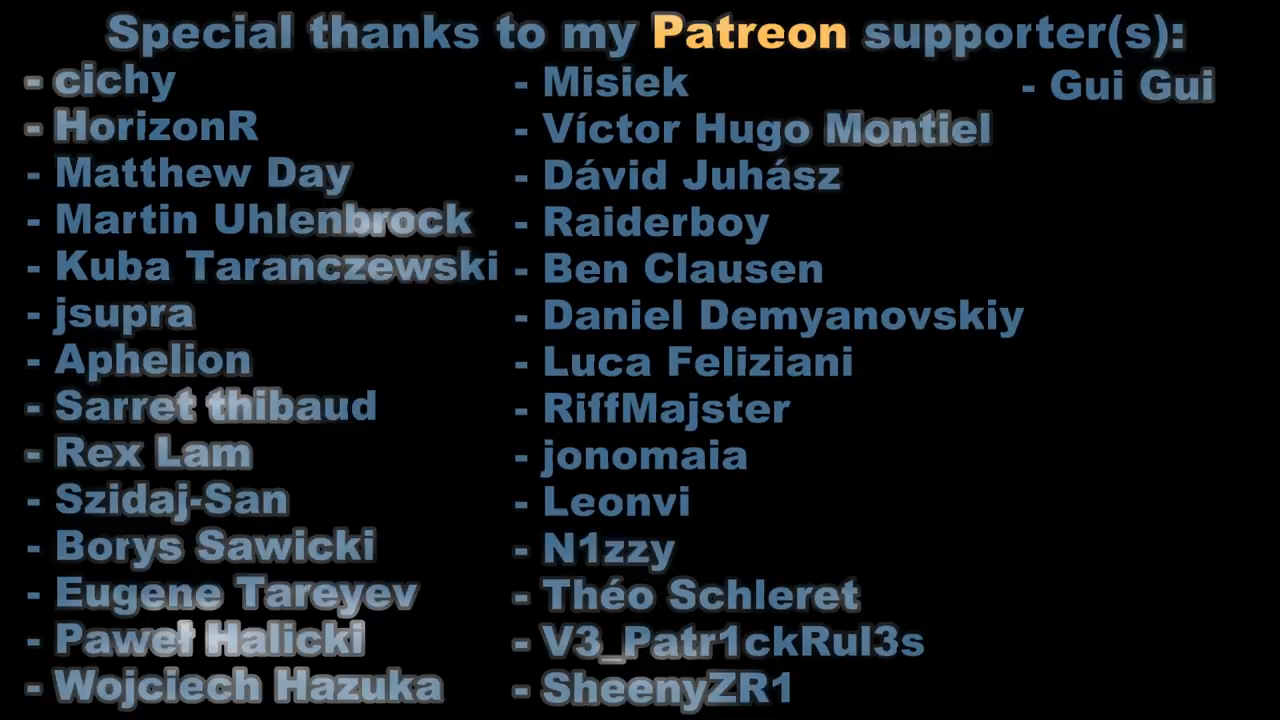 Special thanks to my Patreon supporter(s):
- cichy
- HorizonR
- Matthew Day
- Martin Uhlenbrock
- Kuba Taranczewski
- jsupra
- Aphelion
- Sarret thibaud
- Rex Lam
- Szidaj-San
- Borys Sawicki
- Eugene Tareyev
- Paweł Halicki
- Wojciech Hazuka
- Misiek
- Víctor Hugo Montiel
- Dávid Juhász
- Raiderboy
- Ben Clausen
- Daniel Demyanovskiy
- Luca Feliziani
- RiffMajster
- jonomaia
- Leonvi
- N1zzy
- Théo Schleret
- V3_Patr1ckRul3s
- SheenyZR1
- Gui Gui